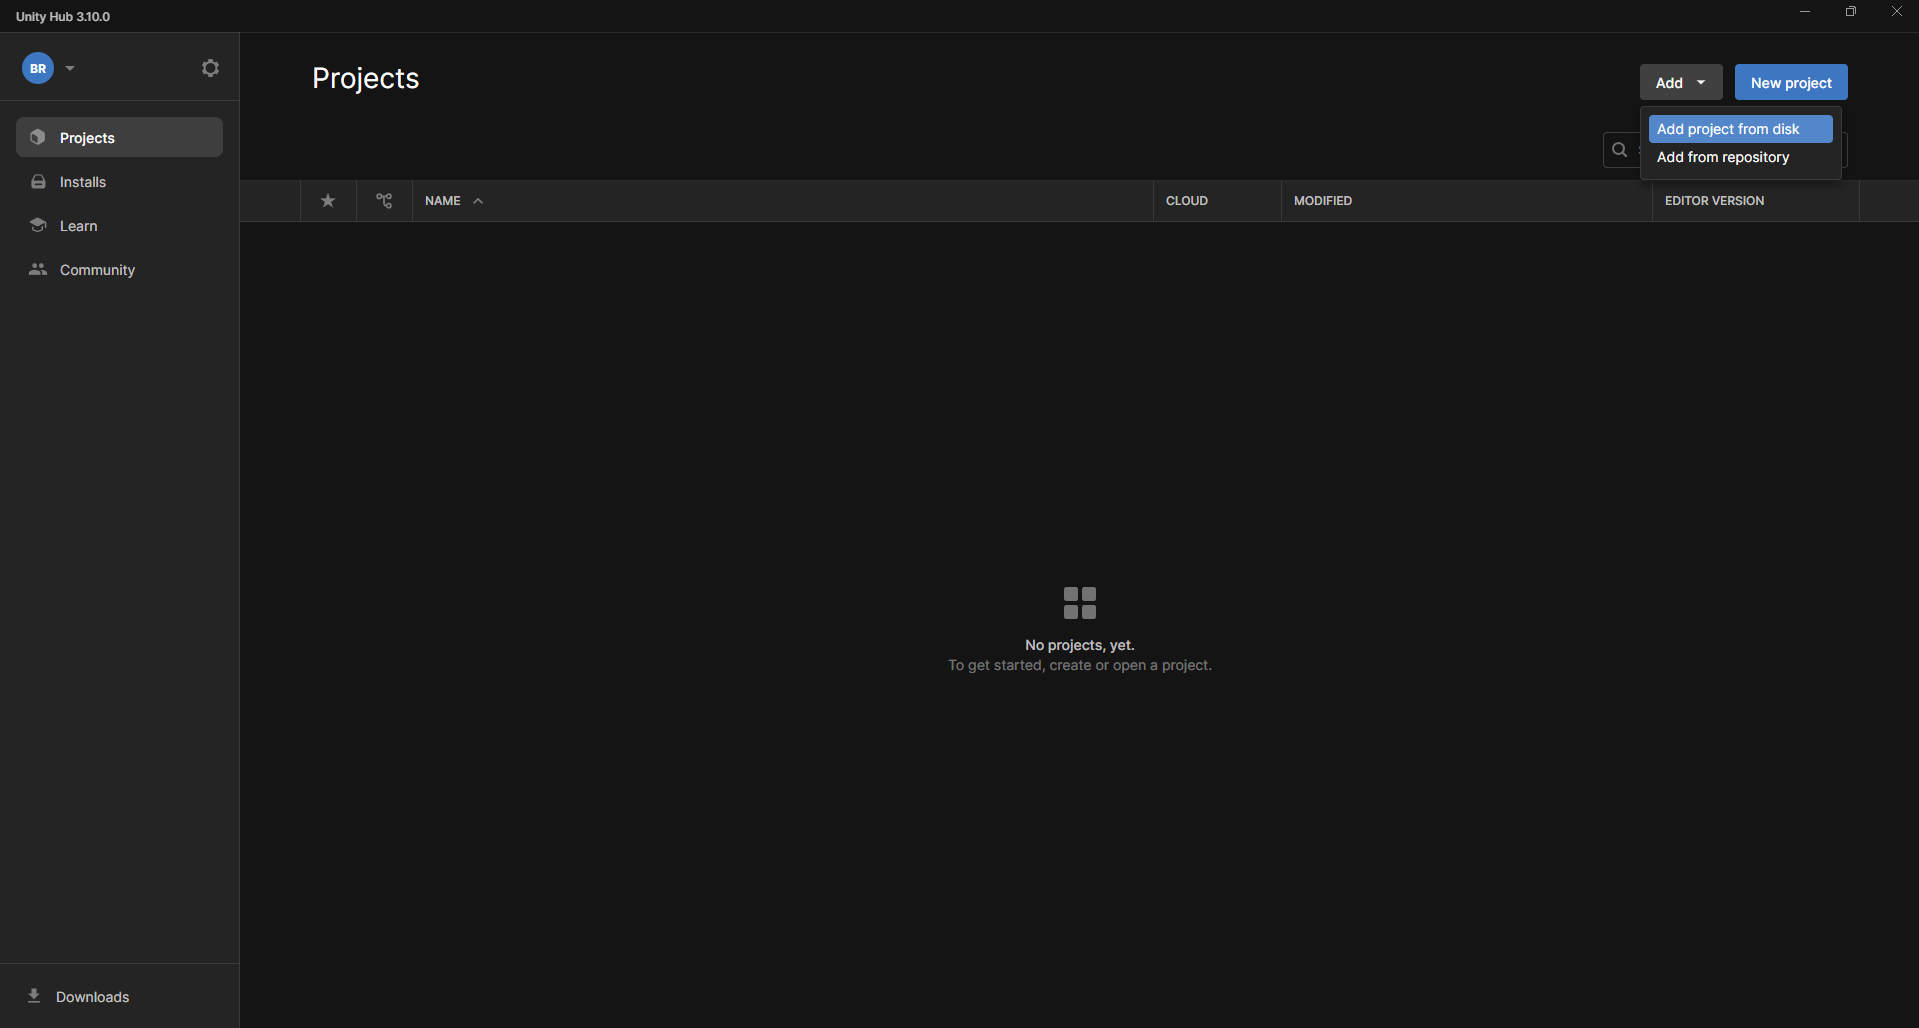 Unity Hub 3.10.0
BR
Projects
Add
New project
Projects
Add project from disk
Add from repository
Installs
NAME
CLOUD
MODIFIED
EDITOR VERSION
Learn
Community
No projects, yet.
To get started, create or open a project.
Downloads